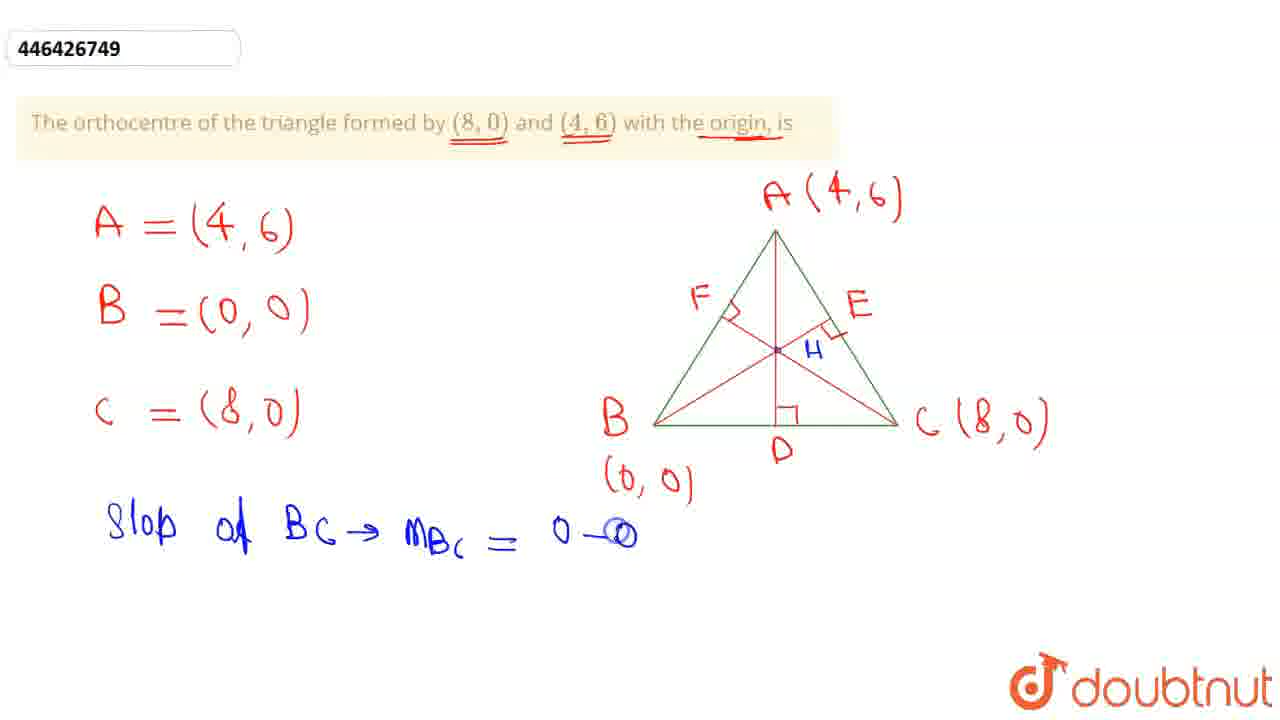 446426749
The orthocentre of the triangle formed by (8, 0) and (4, 6) with the origin, is
A (4,6)
A = (4,6)
F
E
B = (0,0)
H
C = (8,0)
B
C (8,0)
D
(0,0)
Slop of BC → MBC = 0-0
doubtnut